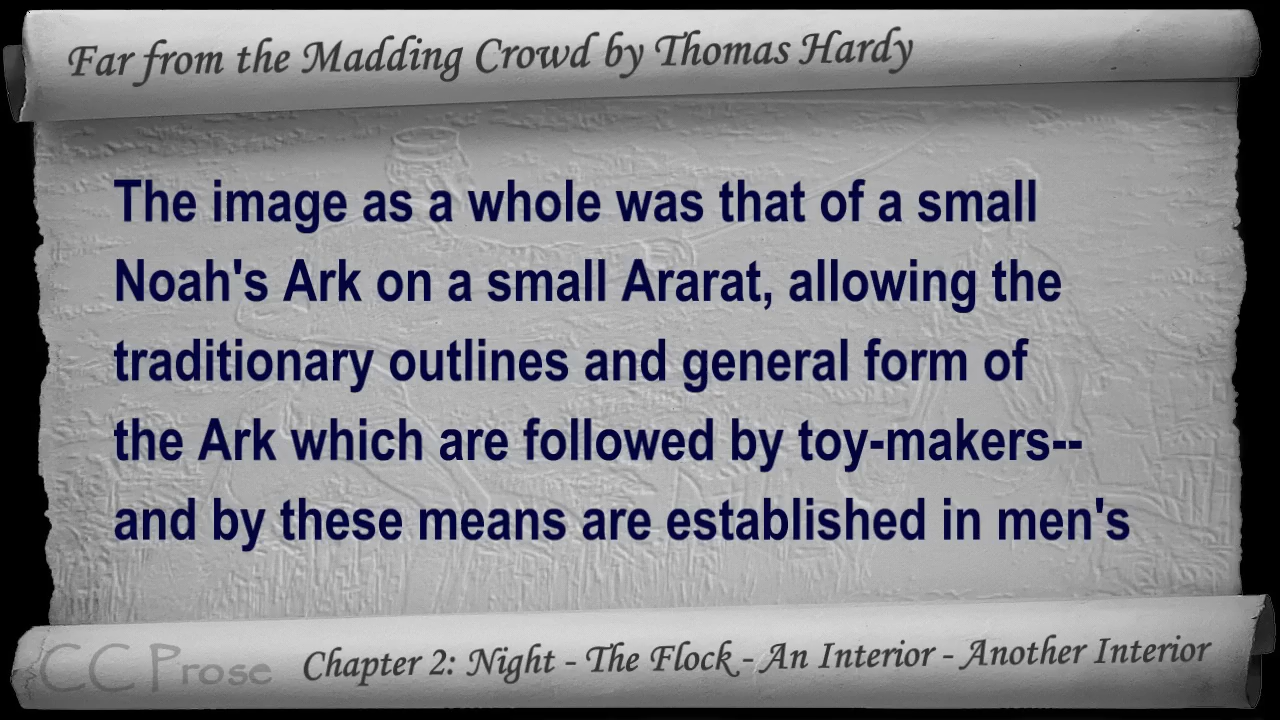 Far from the Madding Crowd by Thomas Hardy
The image as a whole was that of a small
Noah's Ark on a small Ararat, allowing the
traditionary outlines and general form of
the Ark which are followed by toy-makers--
and by these means are established in men's
CC Prose
Chapter 2: Night - The Flock - An Interior - Another Interior